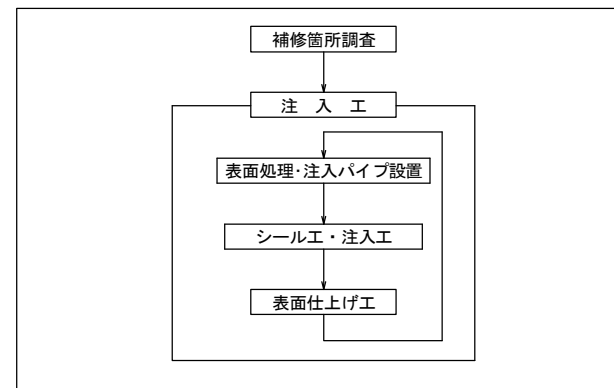 補修箇所調査
注　入　工
表面処理・注入パイプ設置
シール工・注入工
表面仕上げ工